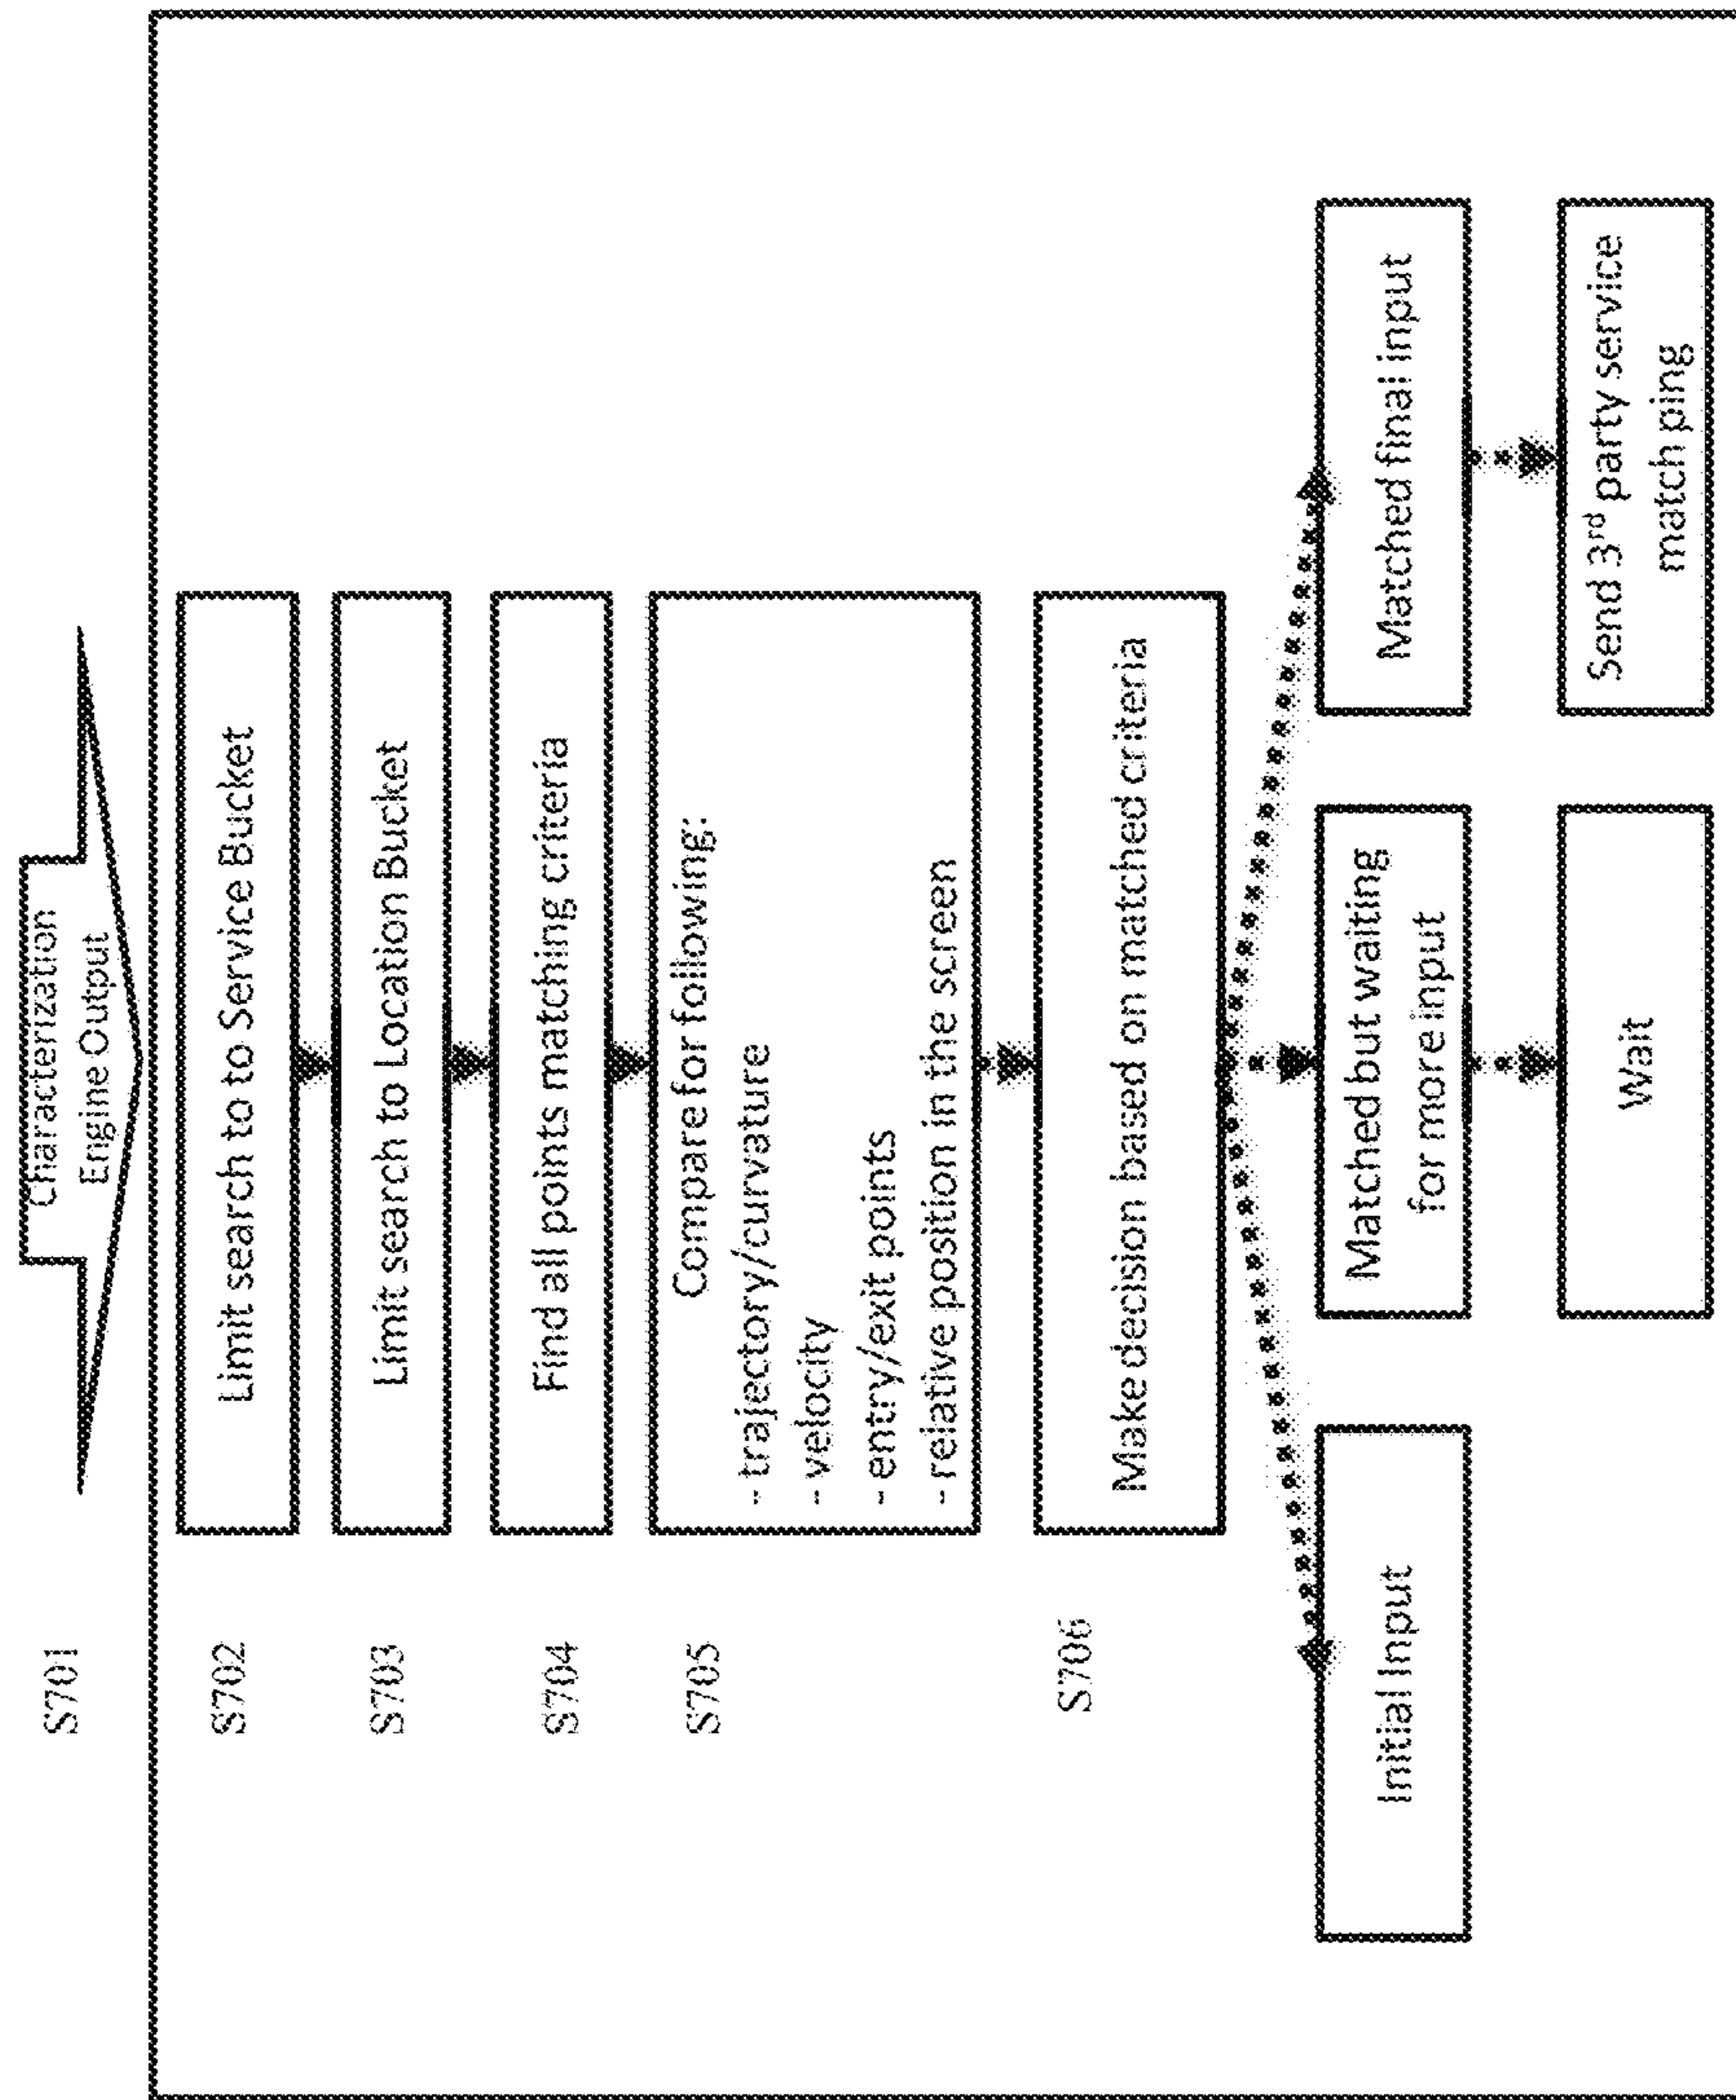 S701
Characterization
Engine Output
S702
Limit search to to Service Bucket
S703
Limit search to Location Bucket
S704
Find all points matching criteria
S705
Compare for following:
- trajectory/curvature
- velocity
- entry/exit points
- relative position in the screen
S706
Make decision based on matched criteria
Initial Input
Matched but waiting
for more input
Matched final input
Wait
Send 3rd party service
match ping